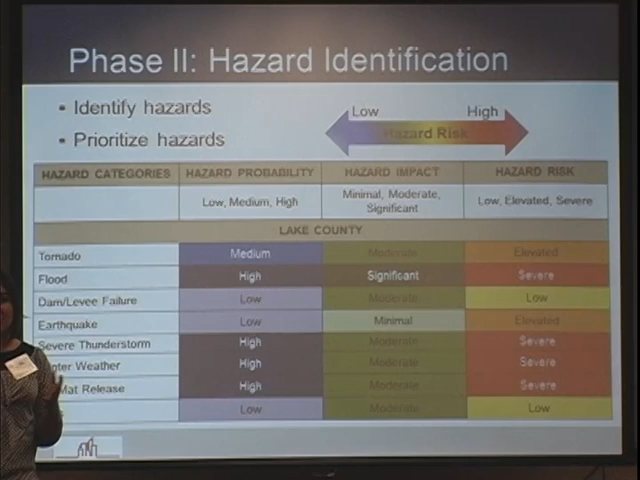 Phase II: Hazard Identification
Identify hazards
Prioritize hazards
Low High
Hazard Risk
HAZARD CATEGORIES HAZARD PROBABILITY HAZARD IMPACT HAZARD RISK
Low, Medium, High Minimal, Moderate, Significant Low, Elevated, Severe
LAKE COUNTY
Tornado Medium Moderate Elevated
Flood High Significant Severe
Dam/Levee Failure Low Moderate Low
Earthquake Low Minimal Elevated
Severe Thunderstorm High Moderate Severe
Weather High Moderate Severe
Mat Release High Moderate Severe
Low Moderate Low